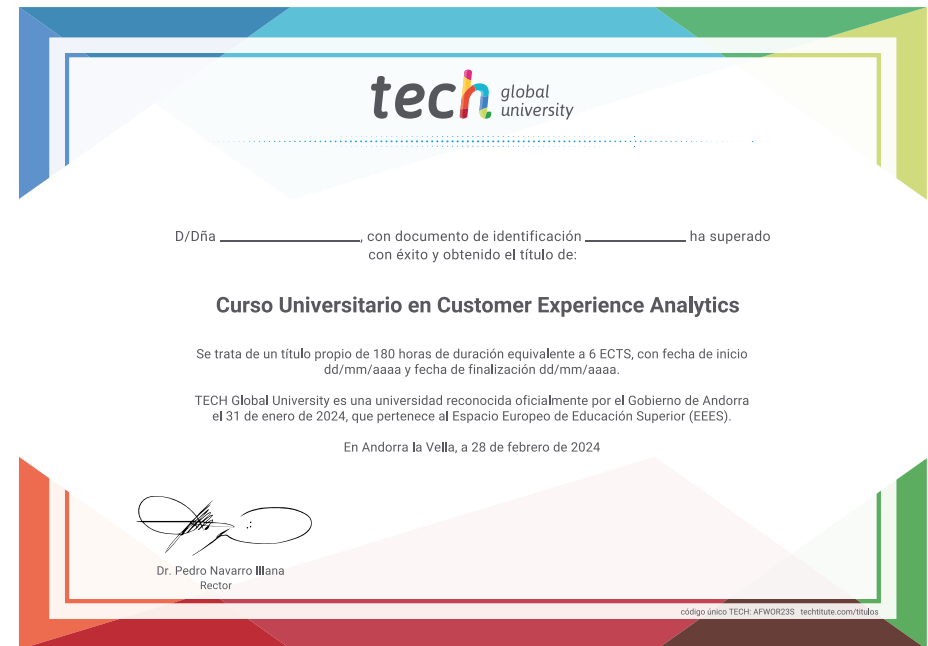 tech global
university
D/Dña ____________________, con documento de identificación ______________ ha superado
con éxito y obtenido el título de:
Curso Universitario en Customer Experience Analytics
Se trata de un título propio de 180 horas de duración equivalente a 6 ECTS, con fecha de inicio
dd/mm/aaaa y fecha de finalización dd/mm/aaaa.
TECH Global University es una universidad reconocida oficialmente por el Gobierno de Andorra
el 31 de enero de 2024, que pertenece al Espacio Europeo de Educación Superior (EEES).
En Andorra la Vella, a 28 de febrero de 2024
Dr. Pedro Navarro Illana
Rector
código único TECH: AFWOR23S techtitute.com/titulos